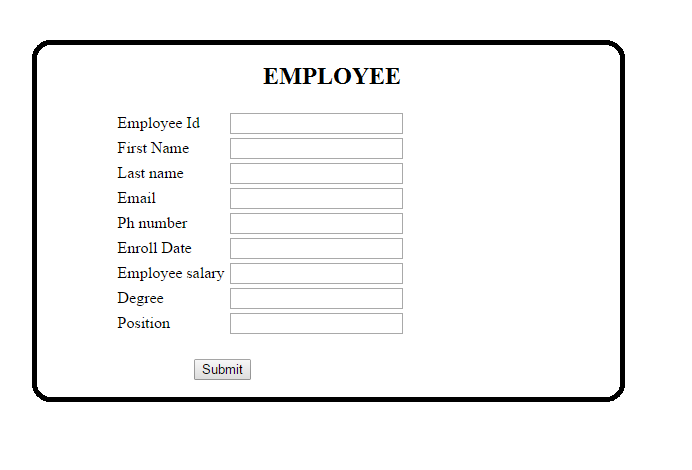 EMPLOYEE
Employee Id
First Name
Last name
Email
Ph number
Enroll Date
Employee salary
Degree
Position
Submit